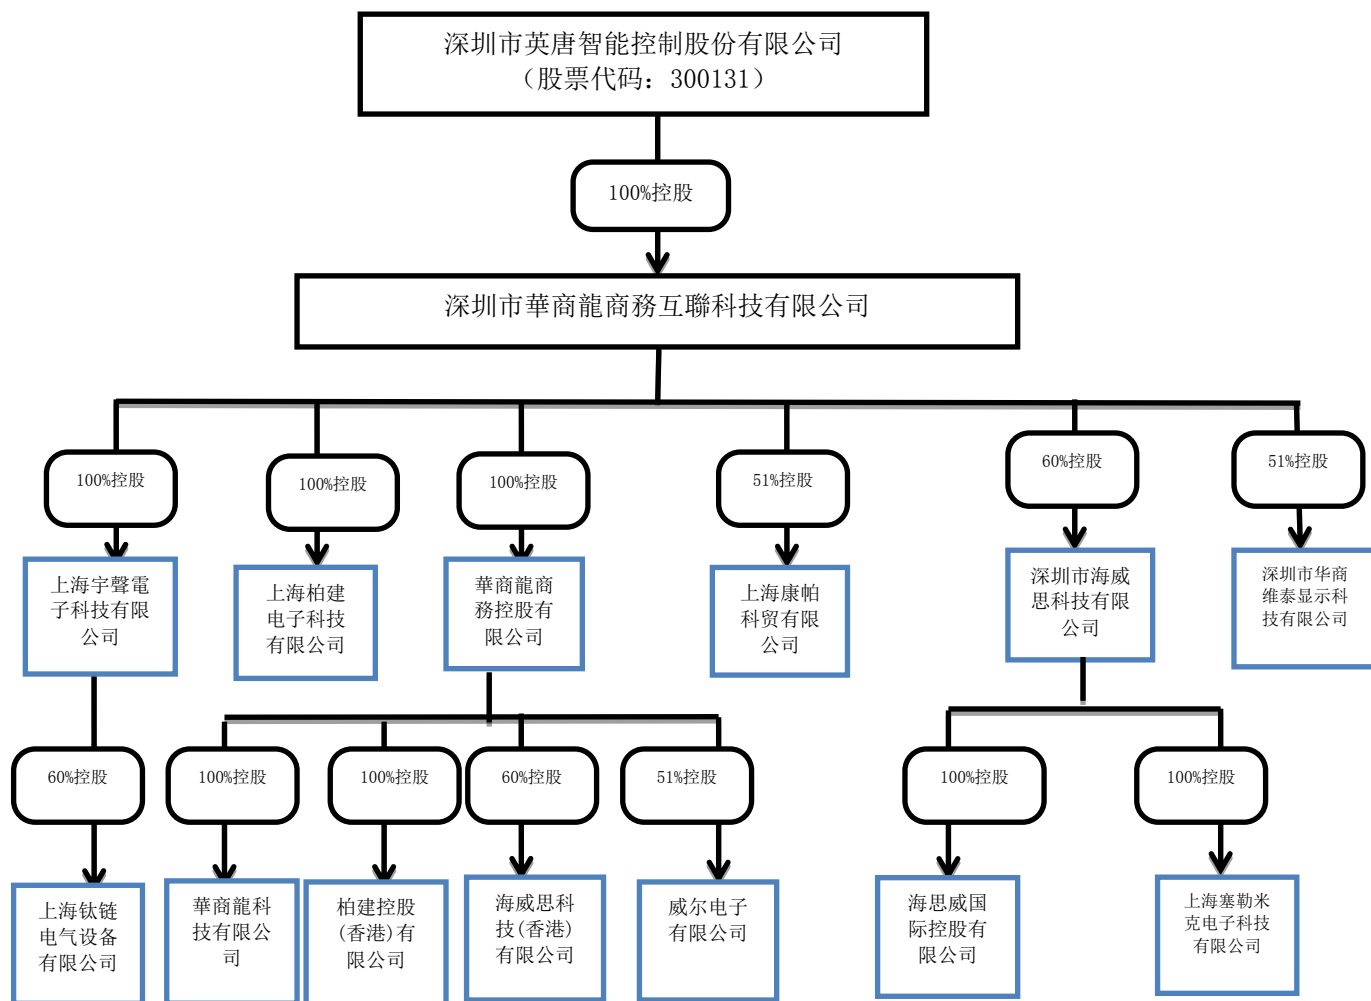 深圳市英唐智能控制股份有限公司
（股票代码：300131）
100%控股
深圳市華商龍商務互聯科技有限公司
100%控股
100%控股
100%控股
51%控股
60%控股
51%控股
上海宇聲電
子科技有限
公司
上海柏建
电子科技
有限公司
華商龍商
務控股有
限公司
上海康帕
科贸有限
公司
深圳市海威
思科技有限
公司
深圳市华商
维泰显示科
技有限公司
60%控股
100%控股
100%控股
60%控股
51%控股
100%控股
100%控股
上海钛链
电气设备
有限公司
華商龍科
技有限公
司
柏建控股
(香港)有
限公司
海威思科
技(香港)
有限公司
威尔电子
有限公司
海思威国
际控股有
限公司
上海塞勒米
克电子科技
有限公司